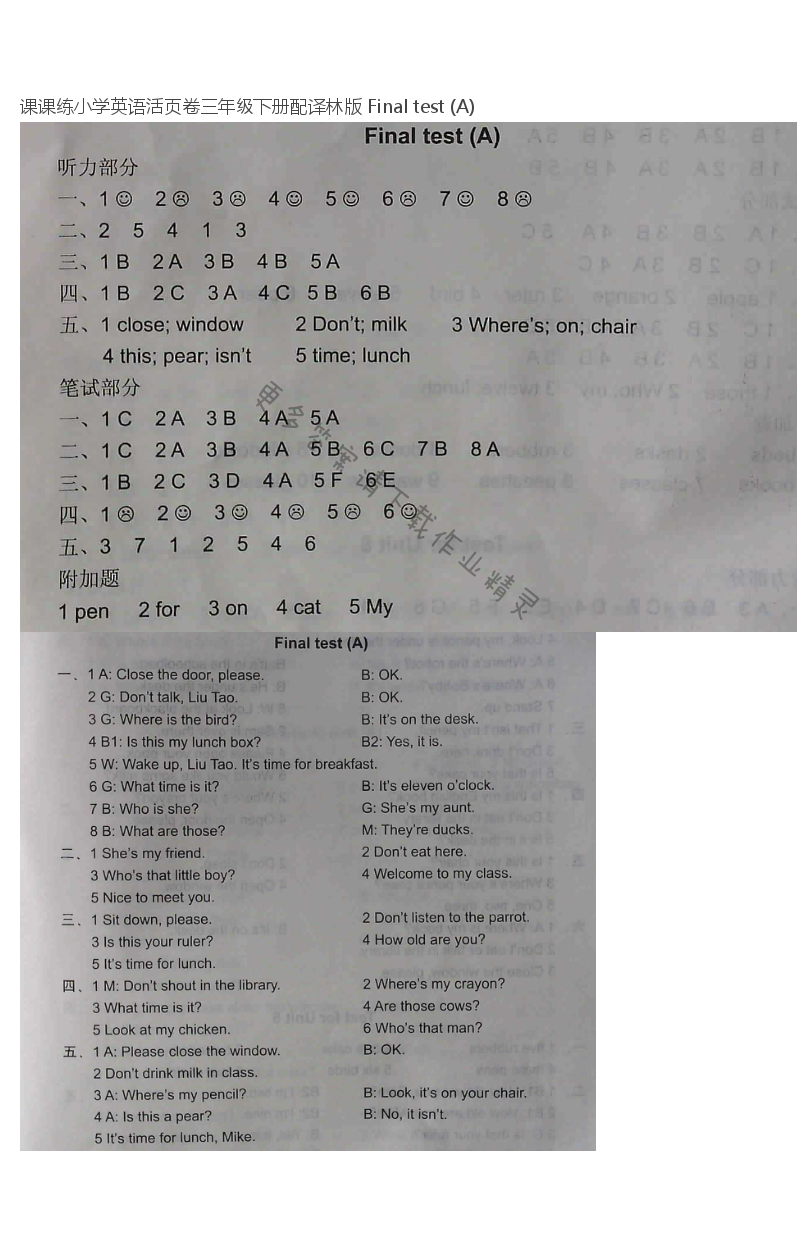 课课练小学英语活页卷三年级下册配译林版 Final test (A)
Final test (A)
听力部分
一、1 ☺ 2 ☹ 3 ☹ 4 ☺ 5 ☺ 6 ☹ 7 ☺ 8 ☹
二、2 5 4 1 3
三、1 B 2 A 3 B 4 B 5 A
四、1 B 2 C 3 A 4 C 5 B 6 B
五、1 close; window 2 Don't; milk 3 Where's; on; chair
4 this; pear; isn't 5 time; lunch
笔试部分
一、1 C 2 A 3 B 4 A 5 A
二、1 C 2 A 3 B 4 A 5 B 6 C 7 B 8 A
三、1 B 2 C 3 D 4 A 5 F 6 E
四、1 ☹ 2 ☺ 3 ☺ 4 ☹ 5 ☹ 6 ☺
五、3 7 1 2 5 4 6
附加题
1 pen 2 for 3 on 4 cat 5 My
更多答案请下载作业精灵
Final test (A)
一、1 A: Close the door, please. B: OK.
2 G: Don't talk, Liu Tao. B: OK.
3 G: Where is the bird? B: It's on the desk.
4 B1: Is this my lunch box? B2: Yes, it is.
5 W: Wake up, Liu Tao. It's time for breakfast.
6 G: What time is it? B: It's eleven o'clock.
7 B: Who is she? G: She's my aunt.
8 B: What are those? M: They're ducks.
二、1 She's my friend. 2 Don't eat here.
3 Who's that little boy? 4 Welcome to my class.
5 Nice to meet you.
三、1 Sit down, please. 2 Don't listen to the parrot.
3 Is this your ruler? 4 How old are you?
5 It's time for lunch.
四、1 M: Don't shout in the library. 2 Where's my crayon?
3 What time is it? 4 Are those cows?
5 Look at my chicken. 6 Who's that man?
五、1 A: Please close the window. B: OK.
2 Don't drink milk in class.
3 A: Where's my pencil? B: Look, it's on your chair.
4 A: Is this a pear? B: No, it isn't.
5 It's time for lunch, Mike.